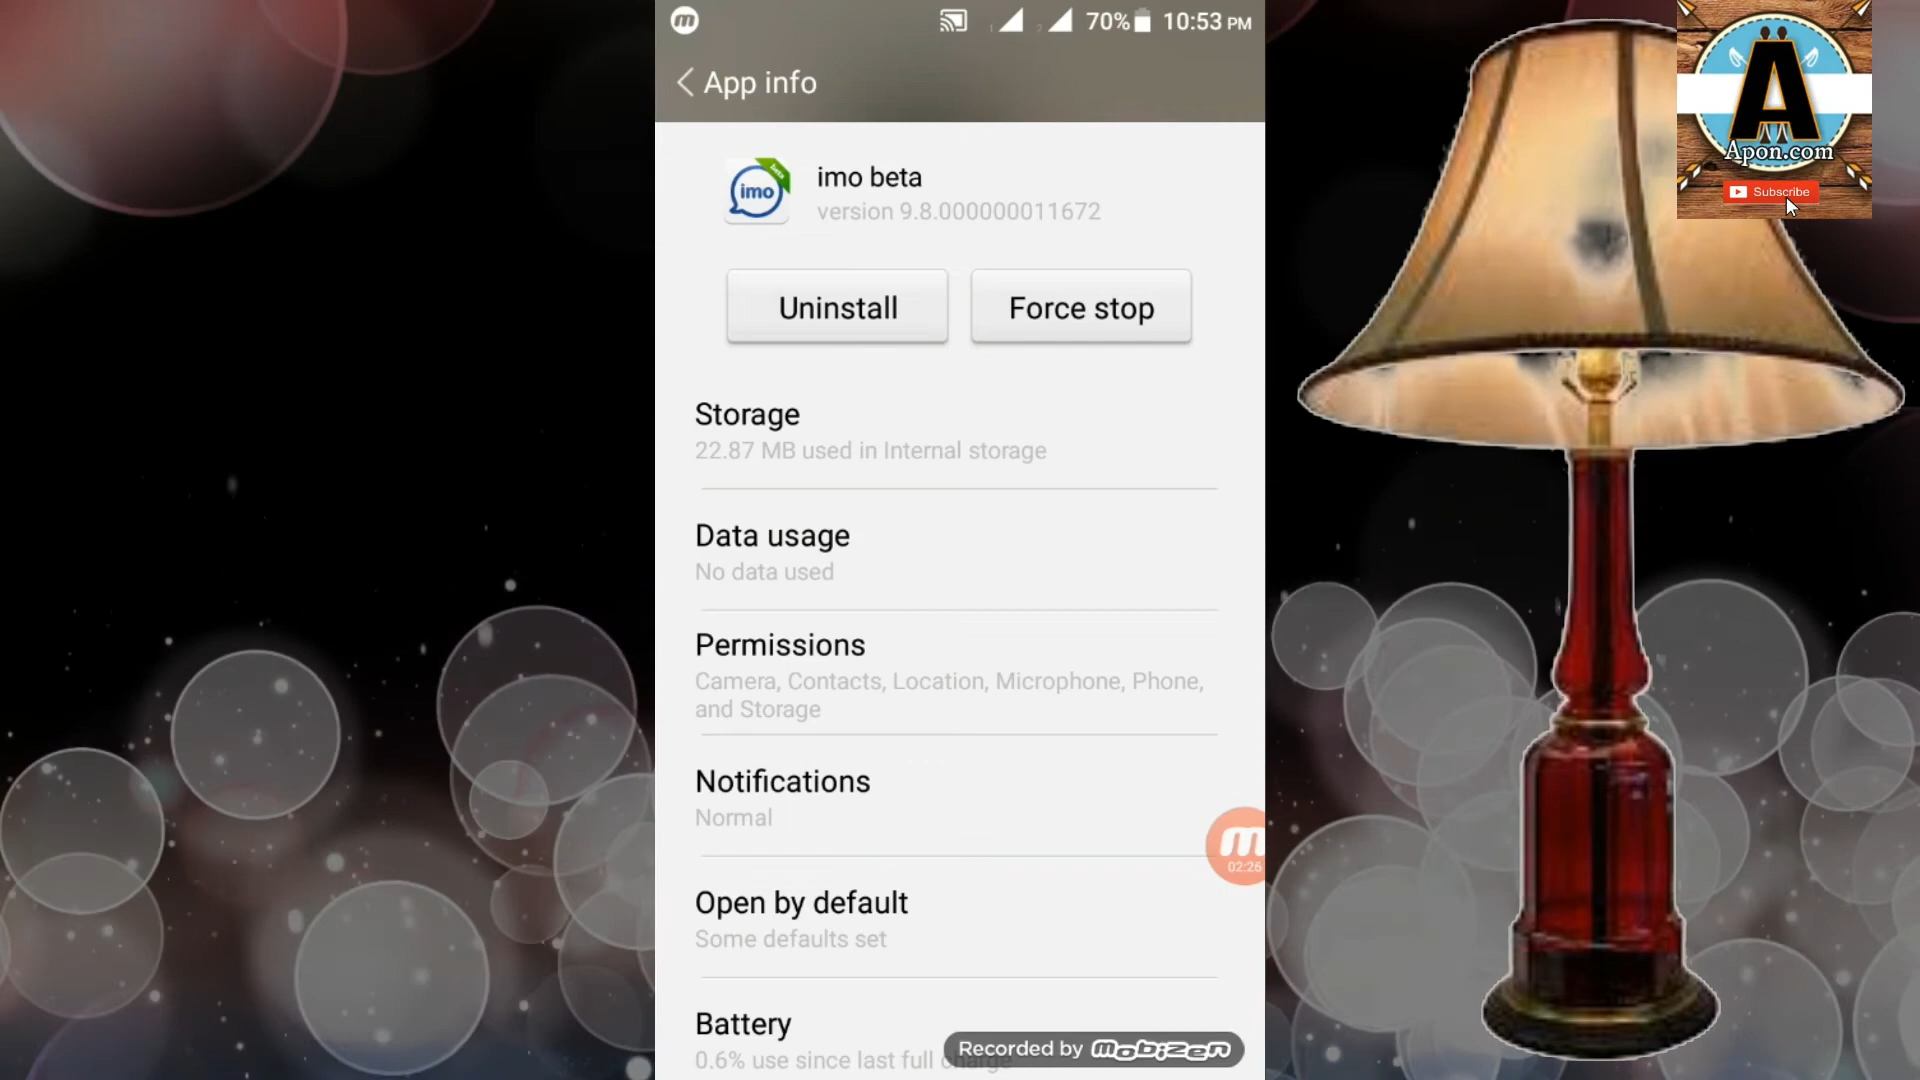 70% 10:53 PM
App info
A
Apon.com
Subscribe
beta
imo
imo beta
version 9.8.000000011672
Uninstall
Force stop
Storage
22.87 MB used in Internal storage
Data usage
No data used
Permissions
Camera, Contacts, Location, Microphone, Phone,
and Storage
Notifications
Normal
m
02:26
Open by default
Some defaults set
Battery
0.6% use since last full charge
Recorded by mobizen